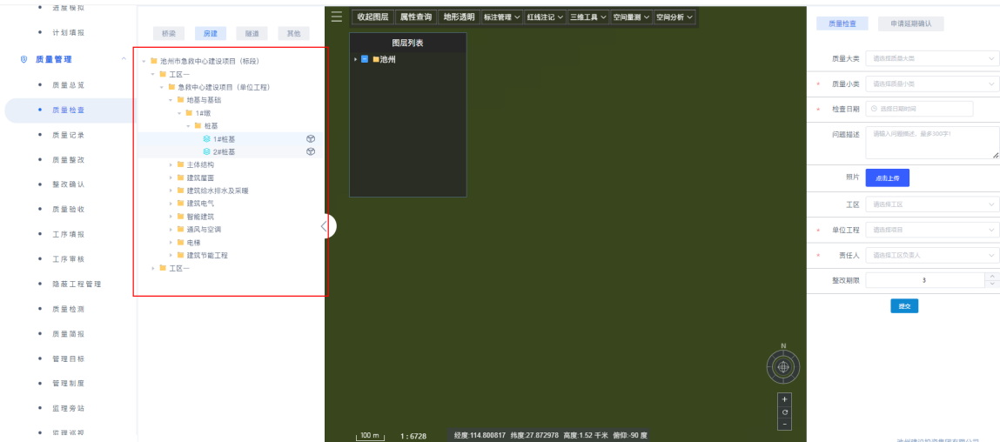 进度模拟
计划填报
质量管理
质量总览
质量检查
质量记录
质量整改
整改确认
质量验收
工序填报
工序审核
隐蔽工程管理
质量检测
质量简报
管理目标
管理制度
监理旁站
监理巡视
桥梁 房建 隧道 其他
池州市急救中心建设项目（标段）
工区一
急救中心建设项目（单位工程）
地基与基础
1#墩
桩基
1#桩基
2#桩基
主体结构
建筑屋面
建筑给水排水及采暖
建筑电气
智能建筑
通风与空调
电梯
建筑节能工程
工区一
收起图层 属性查询 地形透明 标注管理 红线注记 三维工具 空间量测 空间分析
图层列表
池州
N
+
-
100 m 1 : 6728 经度:114.800817 纬度:27.872978 高度:1.52 千米 俯仰:-90 度
质量检查 申请延期确认
质量大类 请选择质量大类
* 质量小类 请选择质量小类
* 检查日期 选择日期时间
问题描述 请输入问题描述，最多300字！
照片 点击上传
工区 请选择工区
* 单位工程 请选择项目
* 责任人 请选择工区负责人
整改期限 3
提交
池州建设投资集团有限公司